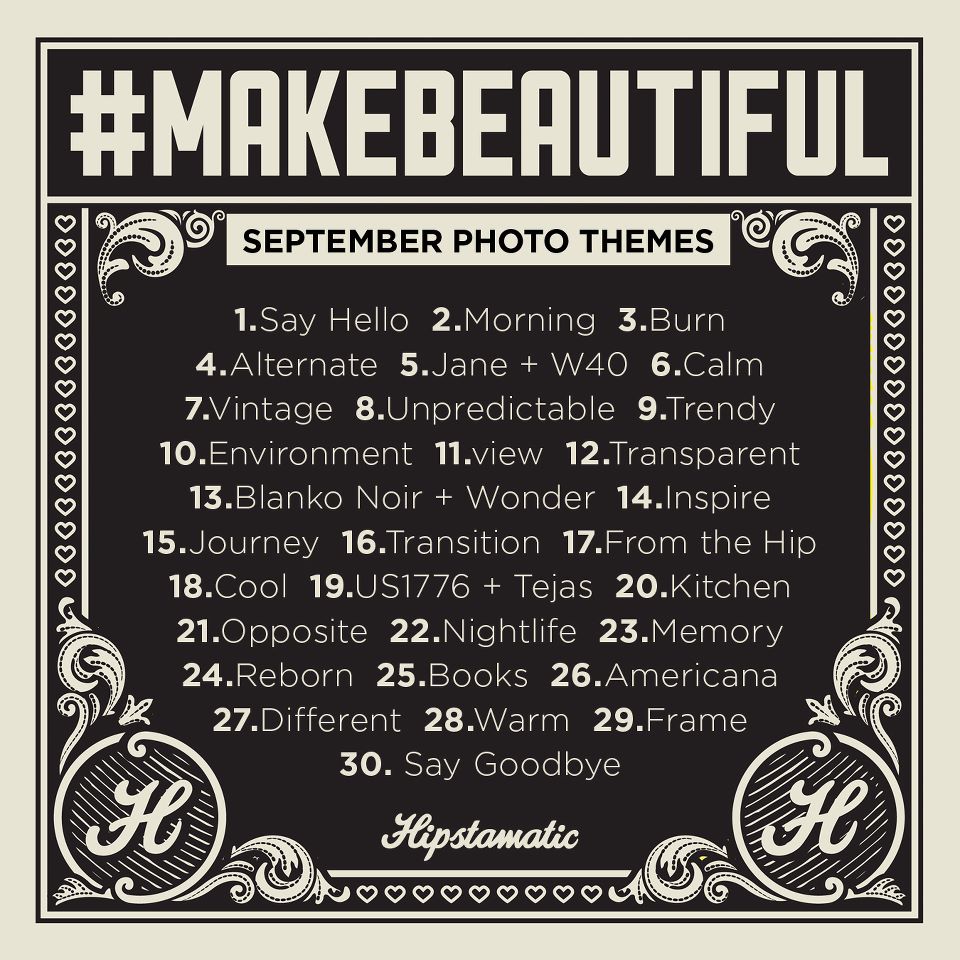 #MAKEBEAUTIFUL
SEPTEMBER PHOTO THEMES
1.Say Hello 2.Morning 3.Burn
4.Alternate 5.Jane + W40 6.Calm
7.Vintage 8.Unpredictable 9.Trendy
10.Environment 11.view 12.Transparent
13.Blanko Noir + Wonder 14.Inspire
15.Journey 16.Transition 17.From the Hip
18.Cool 19.US1776 + Tejas 20.Kitchen
21.Opposite 22.Nightlife 23.Memory
24.Reborn 25.Books 26.Americana
27.Different 28.Warm 29.Frame
30. Say Goodbye
H H
Hipstamatic